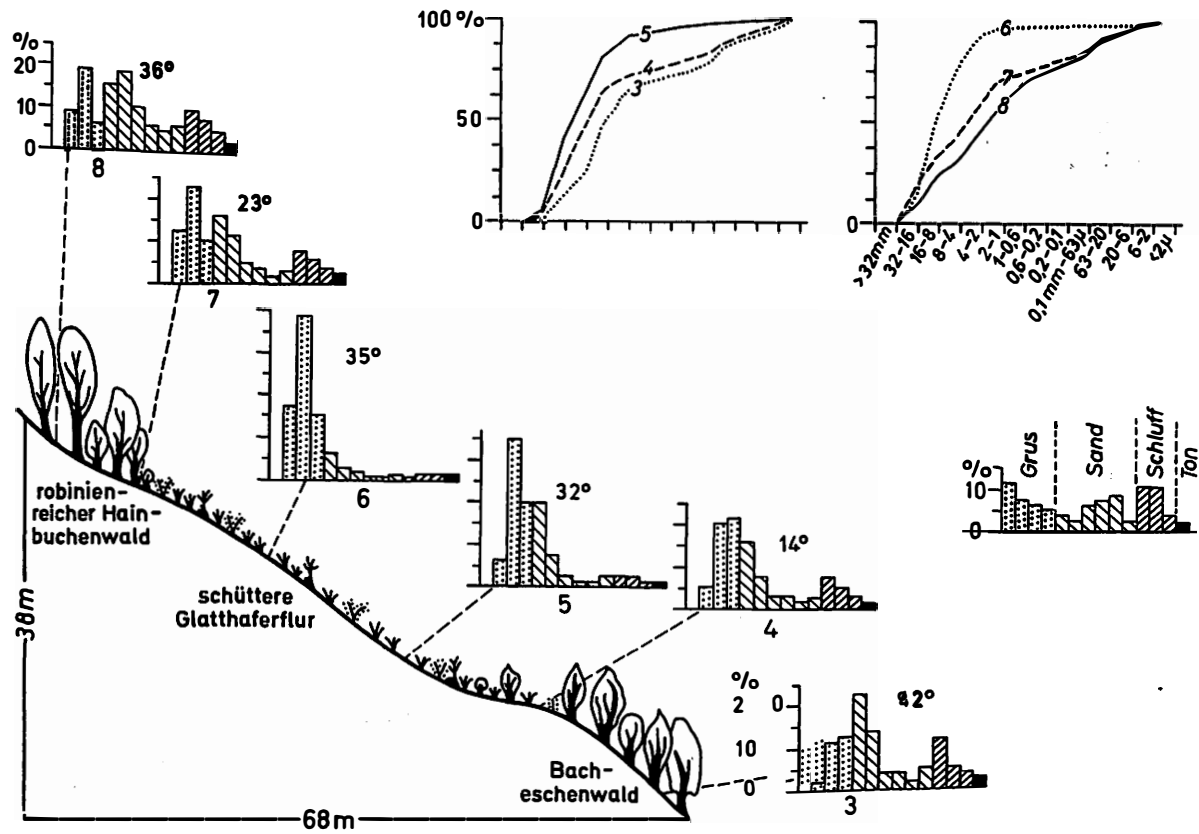 %
20
10
0
36°
8
23°
7
35°
6
32°
5
14°
4
%
2 0
10
0
3
100 %
50
0
5
4
3
6
7
8
0
>32mm
32-16
16-8
8-4
4-2
2-1
1-0,6
0,6-0,2
0,2-0,1
0,1 mm-63µ
63-20
20-6
6-2
Grus
Sand
Schluff
Ton
%
10
0
robinien-
reicher Hain-
buchenwald
schüttere
Glatthaferflur
Bach-
eschenwald
38m
68m